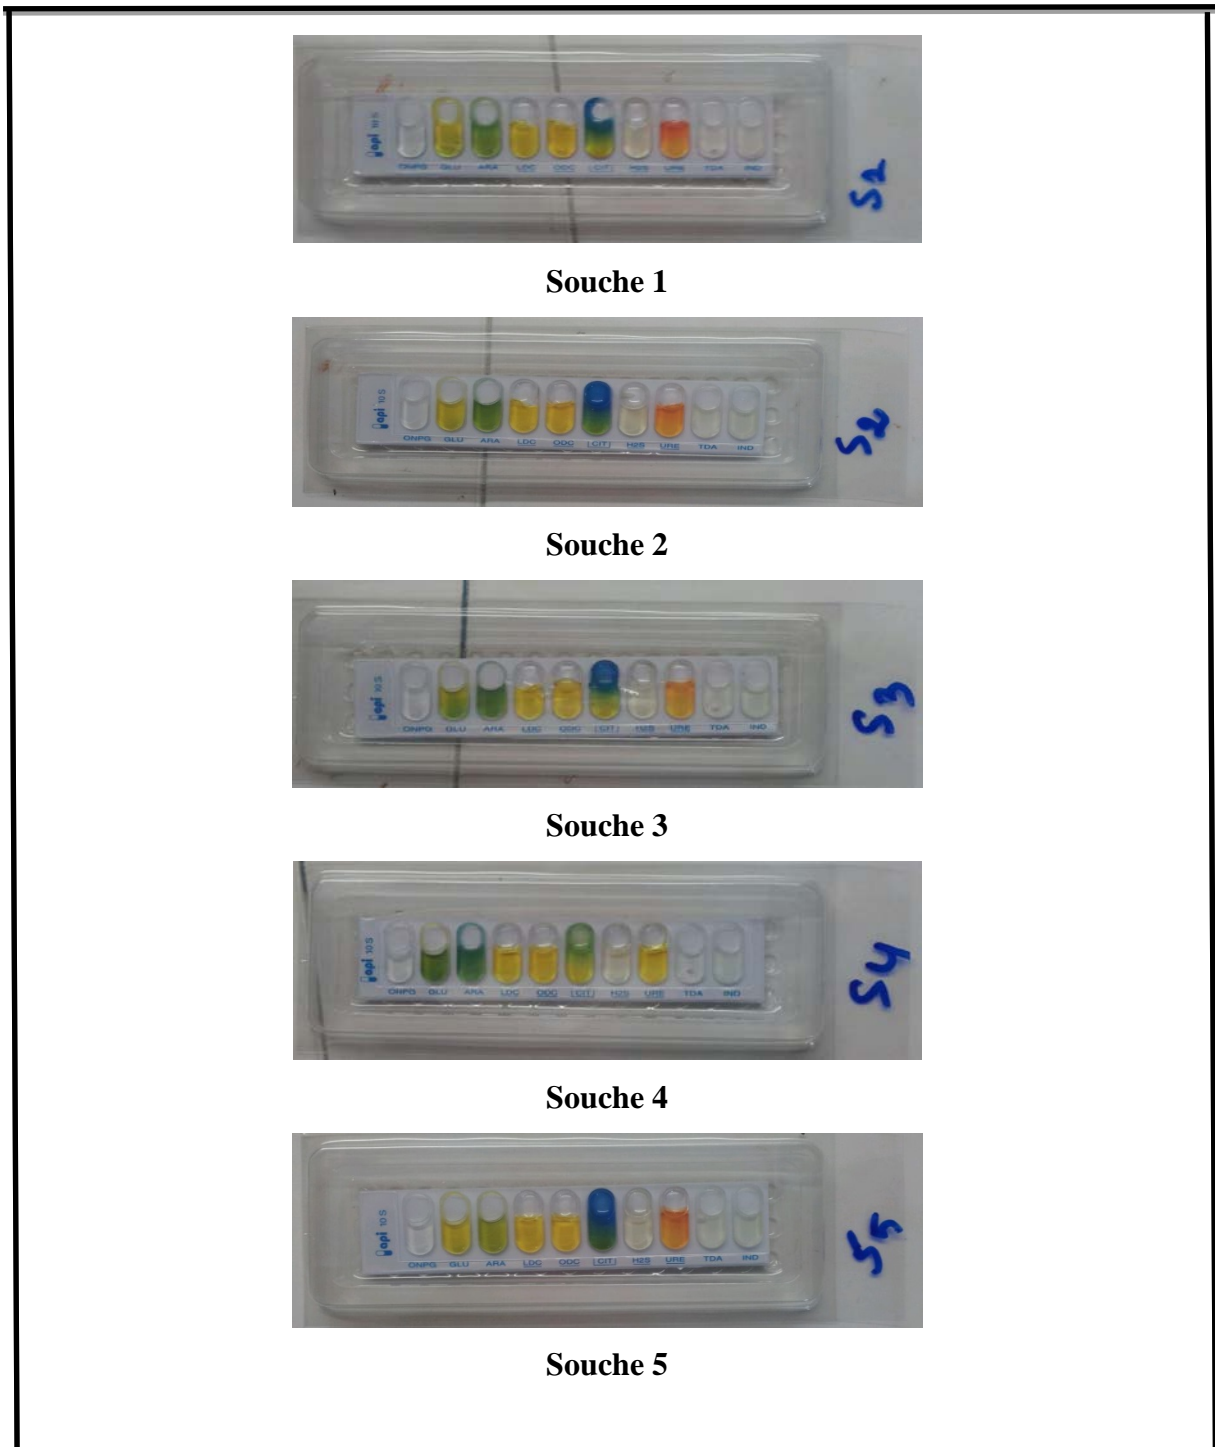 api 10 S
ONPG GLU ARA LDC ODC |CIT| H2S URE TDA IND
S1
Souche 1
api 10 S
ONPG GLU ARA LDC ODC |CIT| H2S URE TDA IND
S2
Souche 2
api 10 S
ONPG GLU ARA LDC ODC |CIT| H2S URE TDA IND
S3
Souche 3
api 10 S
ONPG GLU ARA LDC ODC |CIT| H2S URE TDA IND
S4
Souche 4
api 10 S
ONPG GLU ARA LDC ODC |CIT| H2S URE TDA IND
S5
Souche 5